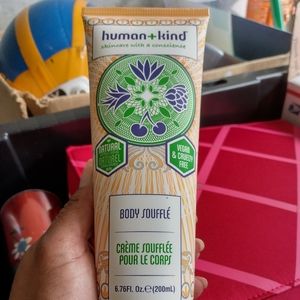 human+kind
skincare with a conscience
NATURAL
NATUREL
VEGAN
& CRUELTY
FREE
BODY SOUFFLÉ
CRÈME SOUFFLÉE
POUR LE CORPS
6.76Fl. Oz. ℮ (200mL)